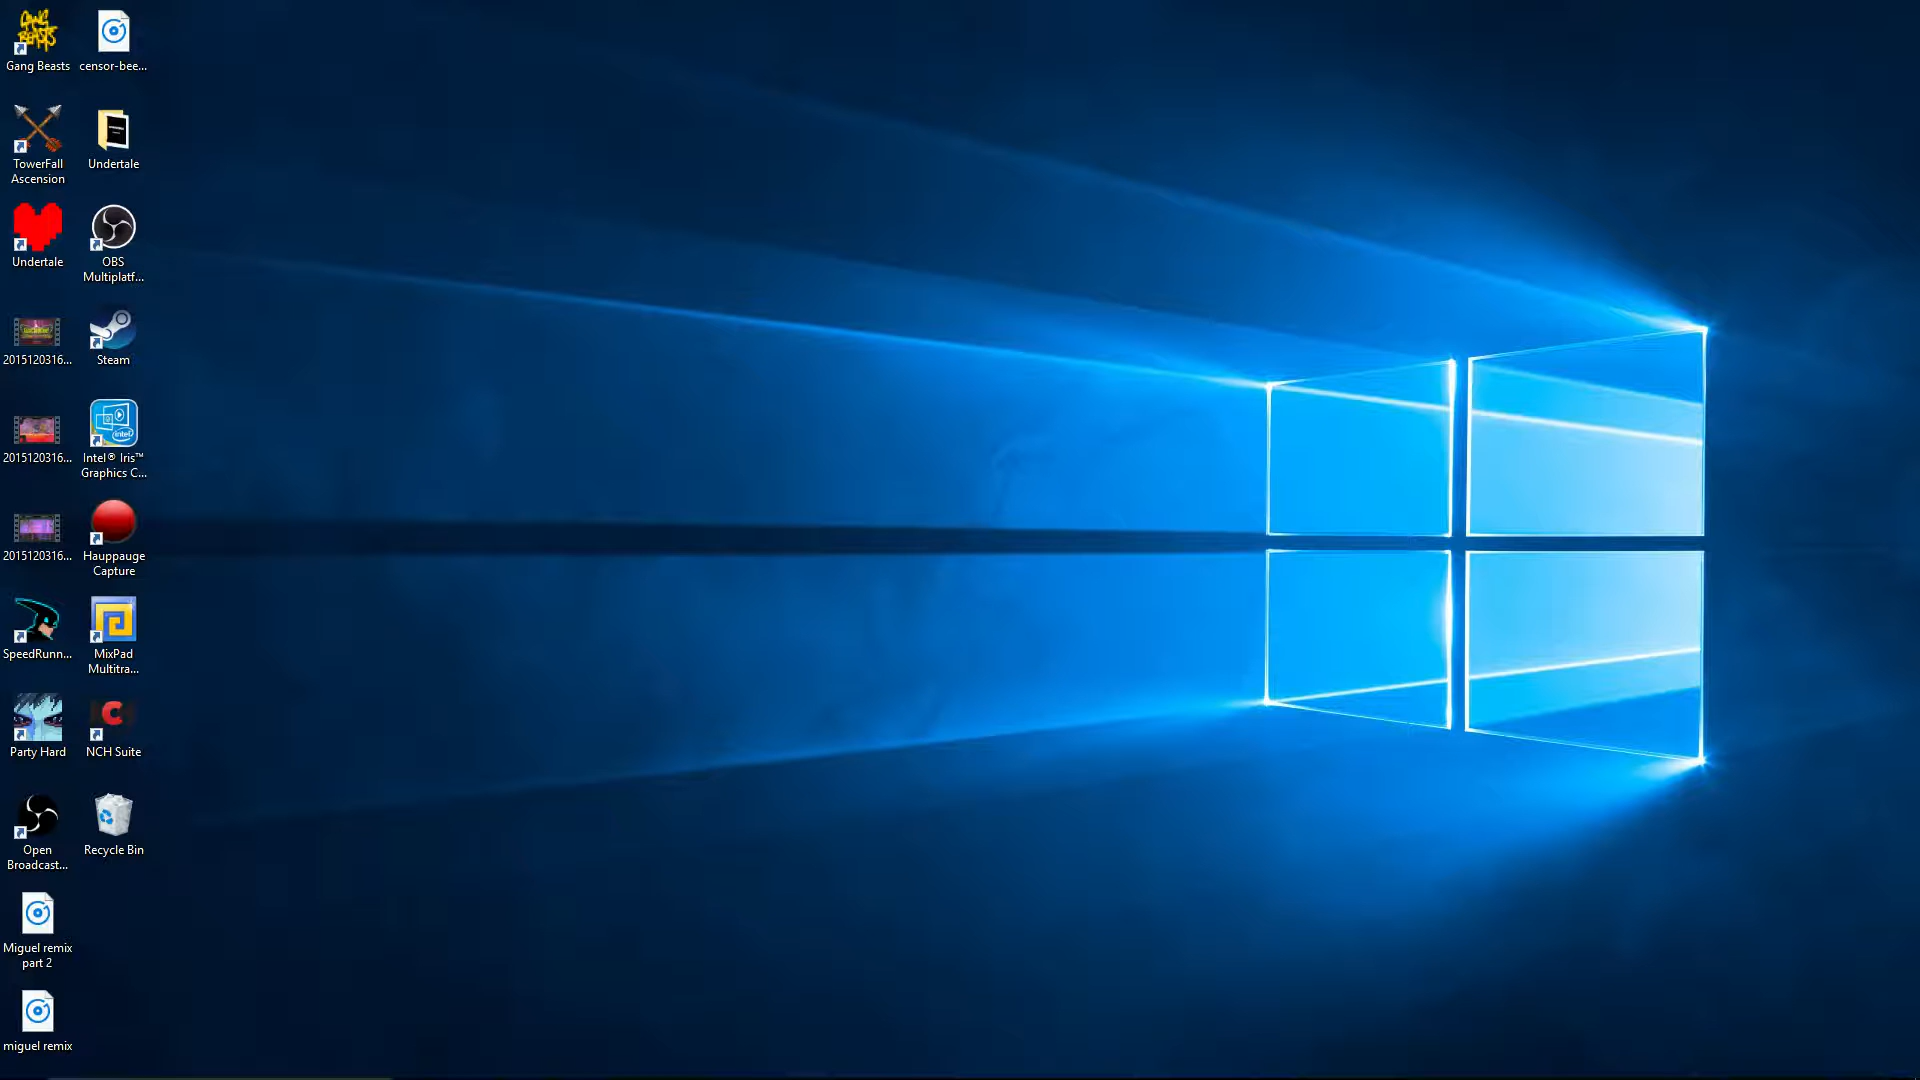 Gang Beasts
TowerFall
Ascension
Undertale
2015120316...
2015120316...
2015120316...
SpeedRunn...
Party Hard
Open
Broadcast...
Miguel remix
part 2
miguel remix
censor-bee...
Undertale
OBS
Multiplatf...
Steam
intel
Intel® Iris™
Graphics C...
Hauppauge
Capture
MixPad
Multitra...
C
NCH Suite
Recycle Bin